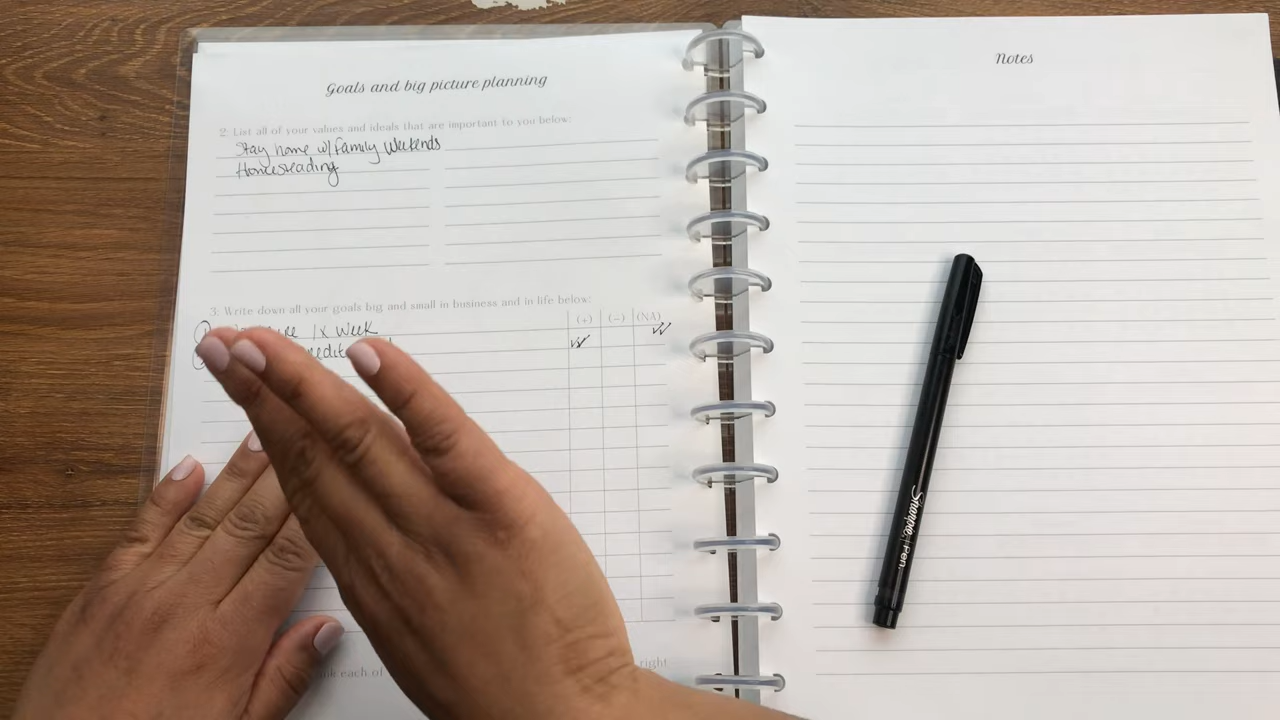 Goals and big picture planning
2: List all of your values and ideals that are important to you below:
Stay home w/ Family Weekends
Homesteading
3: Write down all your goals big and small in business and in life below:
(+) (-) (NA)
1x Week
each of
right
Notes
Sharpie Pen.